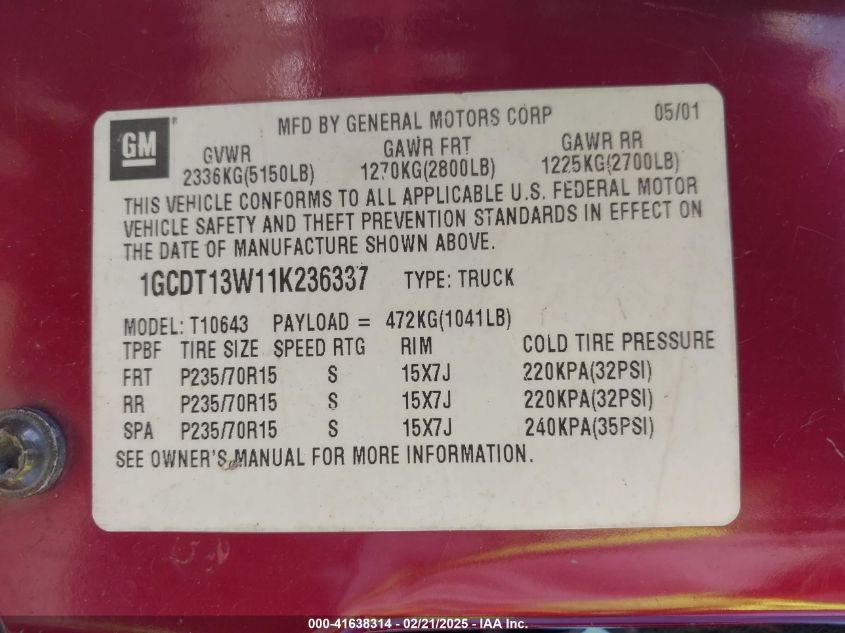 GM
MFD BY GENERAL MOTORS CORP 05/01
GVWR GAWR FRT GAWR RR
2336KG(5150LB) 1270KG(2800LB) 1225KG(2700LB)
THIS VEHICLE CONFORMS TO ALL APPLICABLE U.S. FEDERAL MOTOR
VEHICLE SAFETY AND THEFT PREVENTION STANDARDS IN EFFECT ON
THE DATE OF MANUFACTURE SHOWN ABOVE.
1GCDT13W11K236337 TYPE: TRUCK
MODEL: T10643 PAYLOAD = 472KG(1041LB)
TPBF TIRE SIZE SPEED RTG RIM COLD TIRE PRESSURE
FRT P235/70R15 S 15X7J 220KPA(32PSI)
RR P235/70R15 S 15X7J 220KPA(32PSI)
SPA P235/70R15 S 15X7J 240KPA(35PSI)
SEE OWNER'S MANUAL FOR MORE INFORMATION.
000-41638314 - 02/21/2025 - IAA Inc.